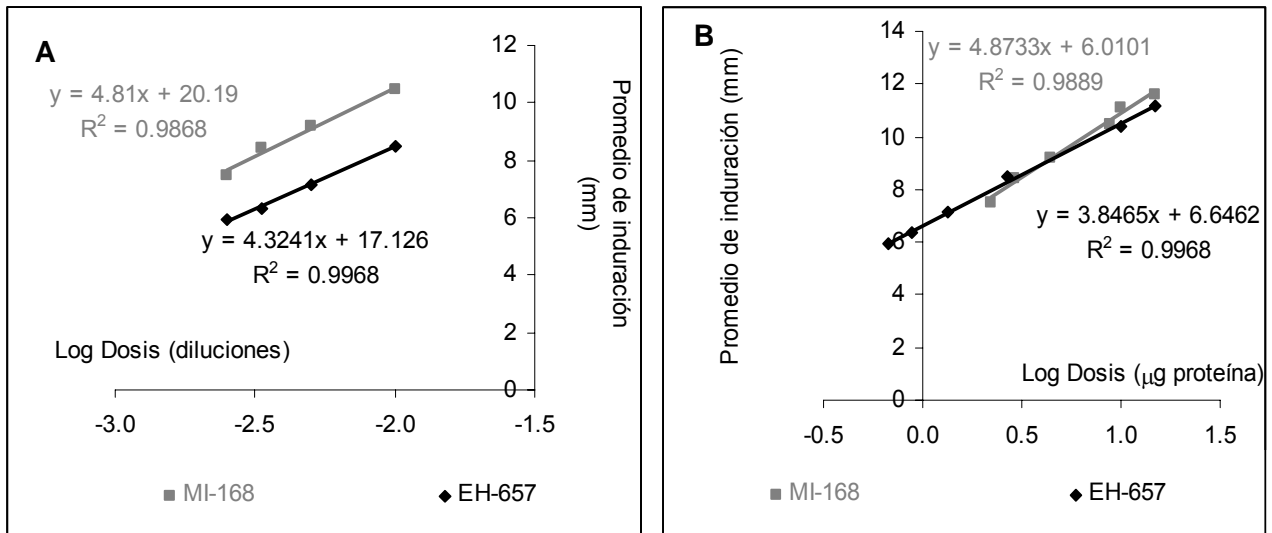 A
y = 4.81x + 20.19
R² = 0.9868
y = 4.3241x + 17.126
R² = 0.9968
Log Dosis (diluciones)
12
10
8
6
4
2
0
Promedio de induración
(mm)
-3.0 -2.5 -2.0 -1.5
MI-168 EH-657
B
Promedio de induración (mm)
14
12
10
8
6
4
2
0
y = 4.8733x + 6.0101
R² = 0.9889
y = 3.8465x + 6.6462
R² = 0.9968
Log Dosis (μg proteína)
-0.5 0.0 0.5 1.0 1.5
MI-168 EH-657